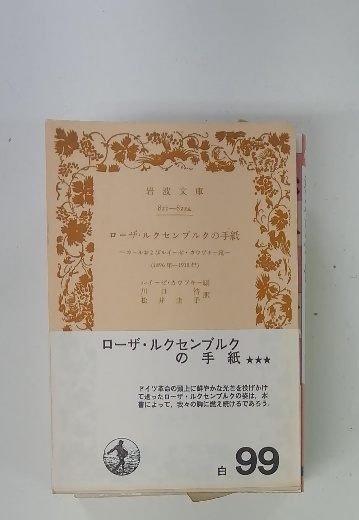 岩波文庫
ローザ・ルクセンブルクの手紙
―カールおよびルイーゼ・カウツキー宛―
(1896年―1918年)
ルイーゼ・カウツキー編
川口 浩
松井圭子 訳
ローザ・ルクセンブルク
の手紙 ★★★
ドイツ革命の頭上に鮮やかな光芒を投げかけ
て逝ったローザ・ルクセンブルクの姿は、本
書によって、我々の胸に燃え続けるであろう。
白 99